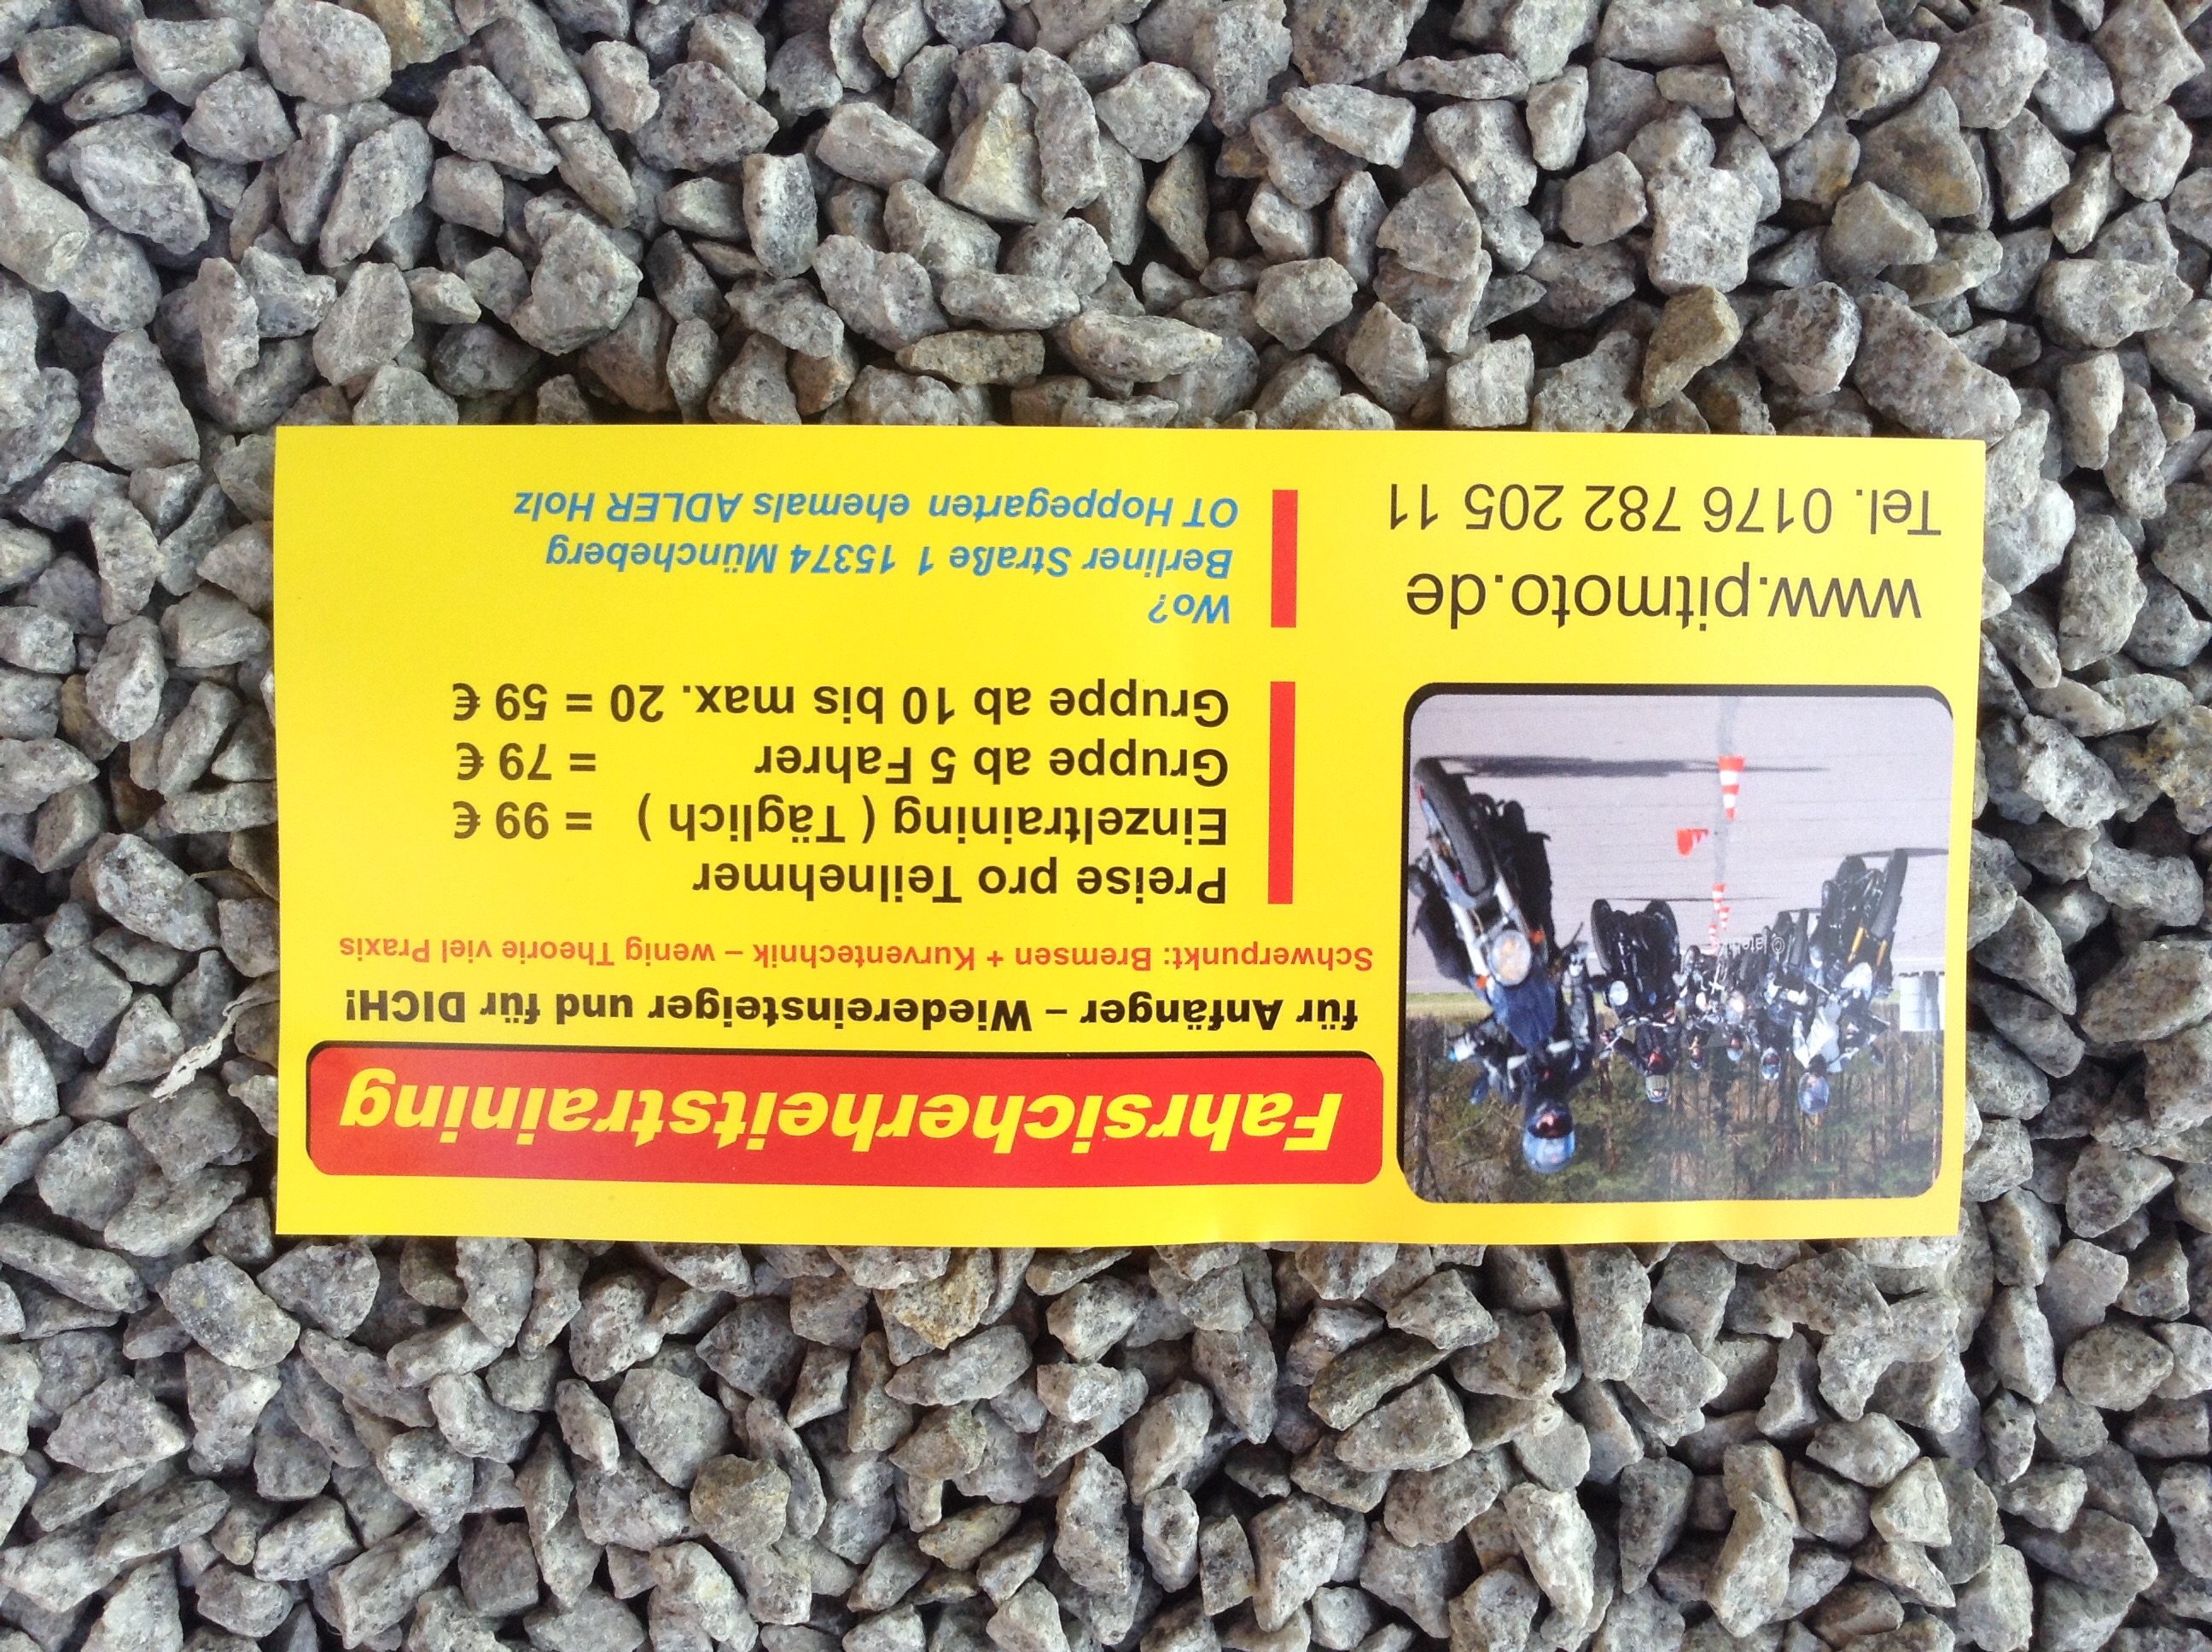 Fahrsicherheitstraining
für Anfänger – Wiedereinsteiger und für DICH!
Schwerpunkt: Bremsen + Kurventechnik – wenig Theorie viel Praxis
Preise pro Teilnehmer
Einzeltraining ( Täglich ) = 99 €
Gruppe ab 5 Fahrer = 79 €
Gruppe ab 10 bis max. 20 = 59 €
www.pitmoto.de
Tel. 0176 782 205 11
Wo?
Berliner Straße 1 15374 Müncheberg
OT Hoppegarten ehemals ADLER Holz